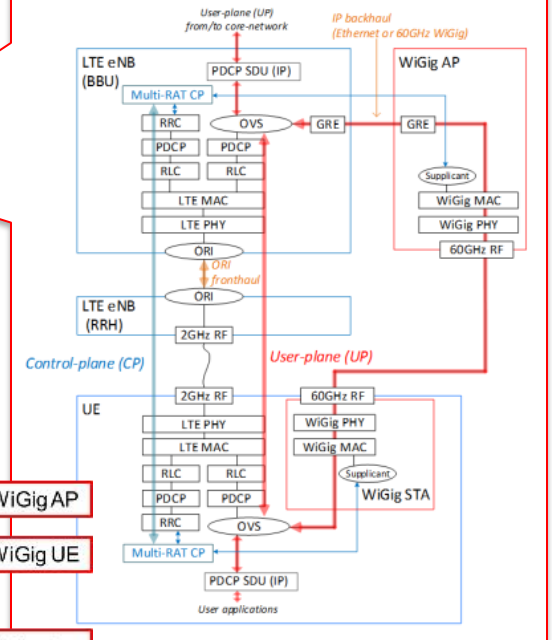 User-plane (UP)
from/to core-network
IP backhaul
(Ethernet or 60GHz WiGig)
LTE eNB
(BBU)
PDCP SDU (IP)
WiGig AP
Multi-RAT CP
RRC
OVS
GRE
GRE
PDCP
PDCP
RLC
RLC
Supplicant
LTE MAC
WiGig MAC
LTE PHY
WiGig PHY
ORI
60GHz RF
ORI
fronthaul
ORI
LTE eNB
(RRH)
2GHz RF
Control-plane (CP)
User-plane (UP)
2GHz RF
60GHz RF
UE
LTE PHY
WiGig PHY
LTE MAC
WiGig MAC
RLC
RLC
Supplicant
WiGig AP
PDCP
PDCP
WiGig STA
RRC
OVS
WiGig UE
Multi-RAT CP
PDCP SDU (IP)
User applications